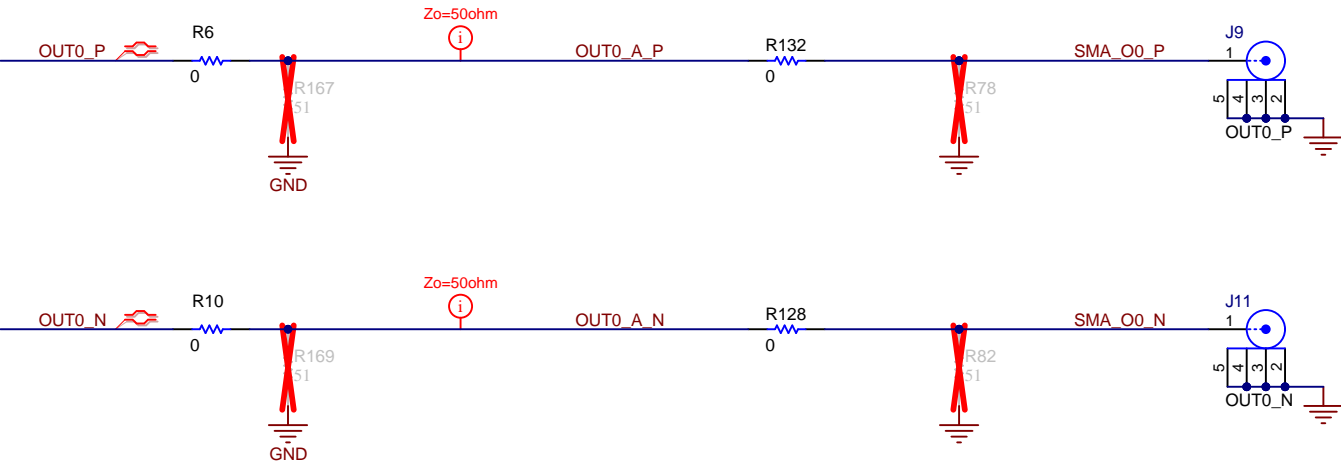 Zo=50ohm
R6
R132
J9
OUT0_P
OUT0_A_P
SMA_O0_P
1
0
R167
51
0
R78
51
5
4
3
2
OUT0_P
GND
Zo=50ohm
R10
R128
J11
OUT0_N
OUT0_A_N
SMA_O0_N
1
0
R169
51
0
R82
51
5
4
3
2
OUT0_N
GND